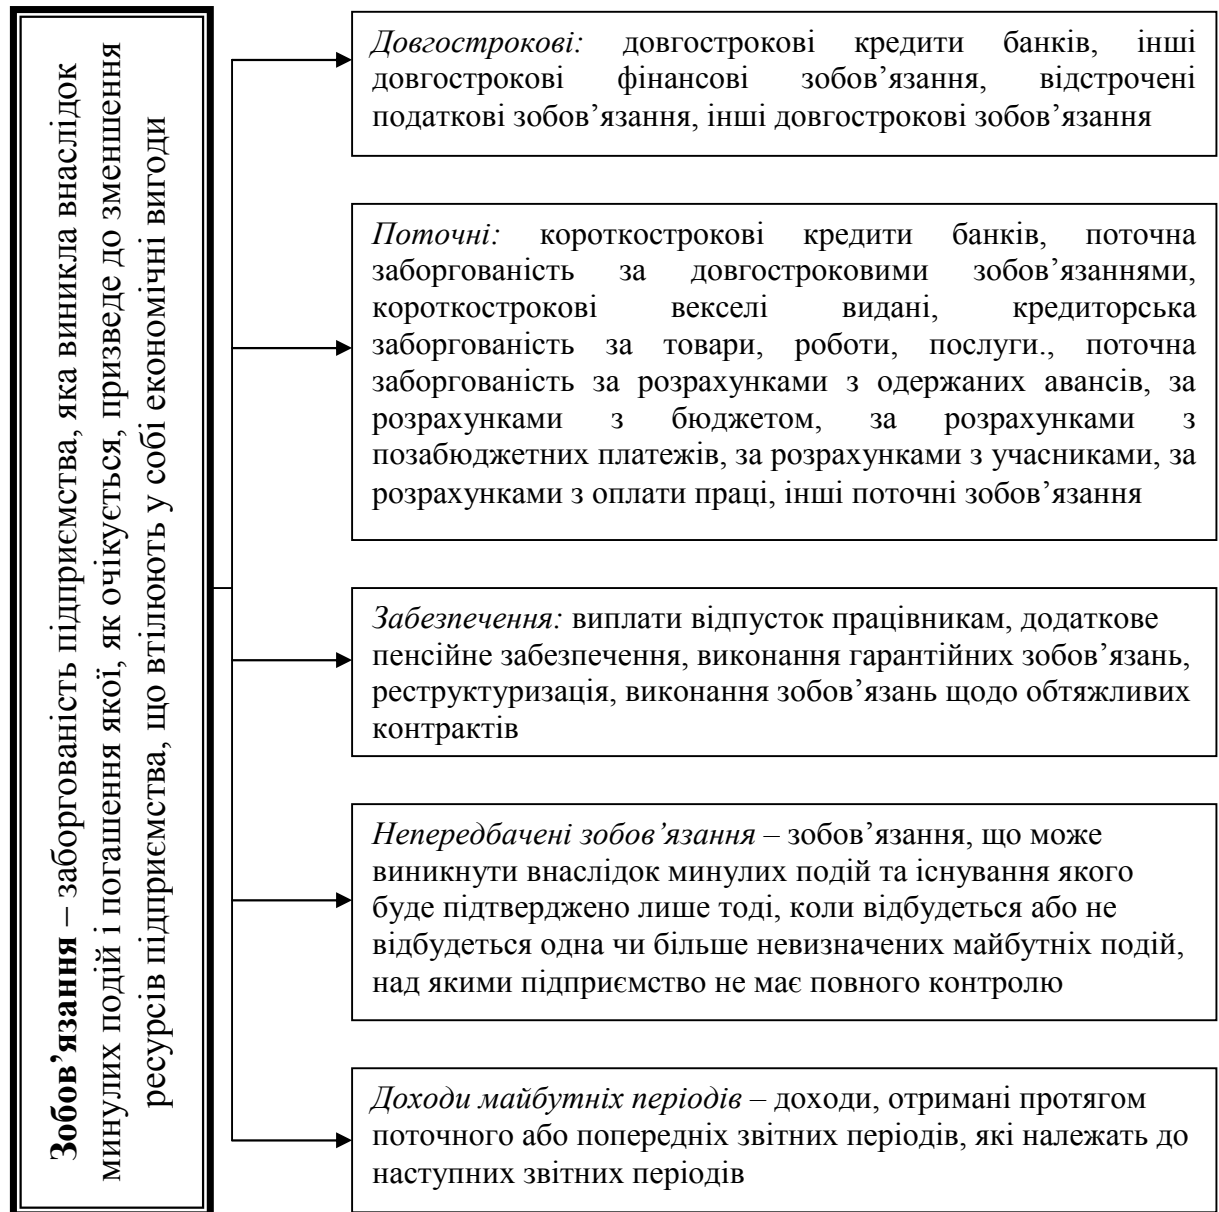 Зобов’язання – заборгованість підприємства, яка виникла внаслідок
минулих подій і погашення якої, як очікується, призведе до зменшення
ресурсів підприємства, що втілюють у собі економічні вигоди
Довгострокові: довгострокові кредити банків, інші
довгострокові фінансові зобов’язання, відстрочені
податкові зобов’язання, інші довгострокові зобов’язання
Поточні: короткострокові кредити банків, поточна
заборгованість за довгостроковими зобов’язаннями,
короткострокові векселі видані, кредиторська
заборгованість за товари, роботи, послуги., поточна
заборгованість за розрахунками з одержаних авансів, за
розрахунками з бюджетом, за розрахунками з
позабюджетних платежів, за розрахунками з учасниками, за
розрахунками з оплати праці, інші поточні зобов’язання
Забезпечення: виплати відпусток працівникам, додаткове
пенсійне забезпечення, виконання гарантійних зобов’язань,
реструктуризація, виконання зобов’язань щодо обтяжливих
контрактів
Непередбачені зобов’язання – зобов’язання, що може
виникнути внаслідок минулих подій та існування якого
буде підтверджено лише тоді, коли відбудеться або не
відбудеться одна чи більше невизначених майбутніх подій,
над якими підприємство не має повного контролю
Доходи майбутніх періодів – доходи, отримані протягом
поточного або попередніх звітних періодів, які належать до
наступних звітних періодів